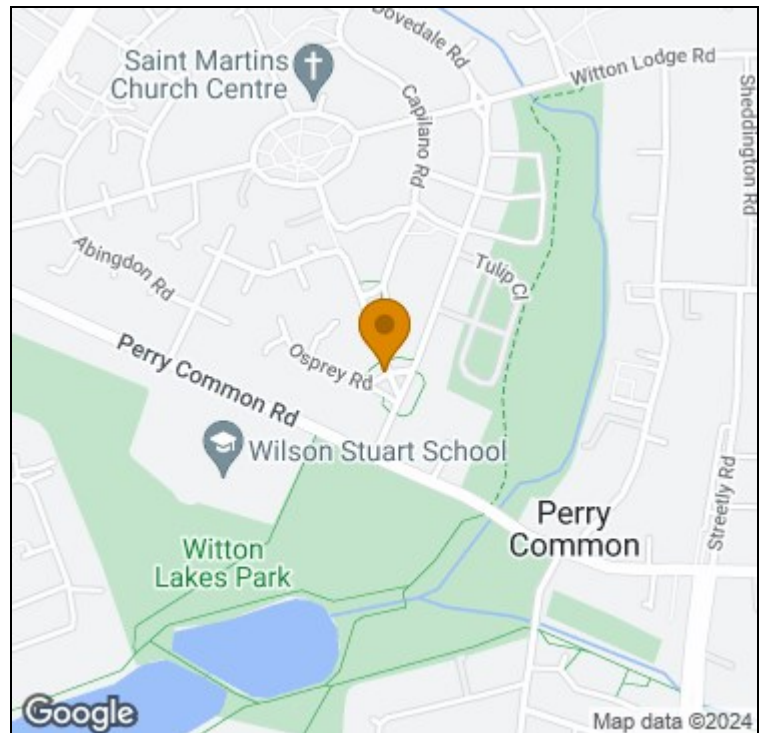 Dovedale Rd
Saint Martins
Church Centre
Witton Lodge Rd
Capilano Rd
Sheddington Rd
Abingdon Rd
Tulip Cl
Osprey Rd
Perry Common Rd
Wilson Stuart School
Perry
Common
Streetly Rd
Witton
Lakes Park
Google
Map data ©2024